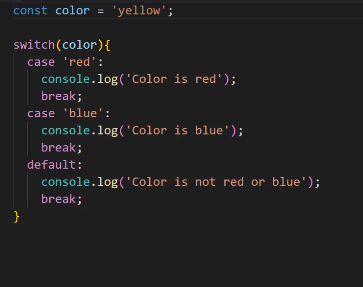 const color = 'yellow';
switch(color){
case 'red':
console.log('Color is red');
break;
case 'blue':
console.log('Color is blue');
break;
default:
console.log('Color is not red or blue');
break;
}